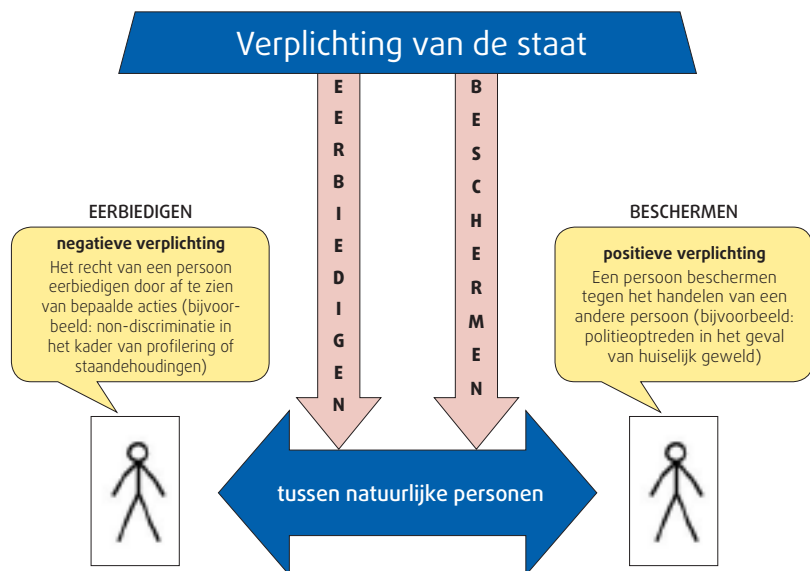 Verplichting van de staat
EERBIEDIGEN
BESCHERMEN
EERBIEDIGEN
negatieve verplichting
Het recht van een persoon
eerbiedigen door af te zien
van bepaalde acties (bijvoor-
beeld: non-discriminatie in
het kader van profilering of
staandehoudingen)
BESCHERMEN
positieve verplichting
Een persoon beschermen
tegen het handelen van een
andere persoon (bijvoorbeeld:
politieoptreden in het geval
van huiselijk geweld)
tussen natuurlijke personen